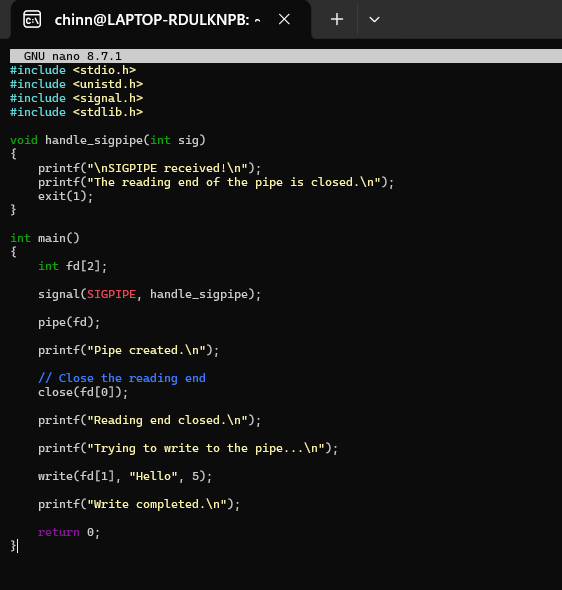 chinn@LAPTOP-RDULKNPB: ~
GNU nano 8.7.1
#include <stdio.h>
#include <unistd.h>
#include <signal.h>
#include <stdlib.h>
void handle_sigpipe(int sig)
{
    printf("\nSIGPIPE received!\n");
    printf("The reading end of the pipe is closed.\n");
    exit(1);
}
int main()
{
    int fd[2];
    signal(SIGPIPE, handle_sigpipe);
    pipe(fd);
    printf("Pipe created.\n");
    // Close the reading end
    close(fd[0]);
    printf("Reading end closed.\n");
    printf("Trying to write to the pipe...\n");
    write(fd[1], "Hello", 5);
    printf("Write completed.\n");
    return 0;
}